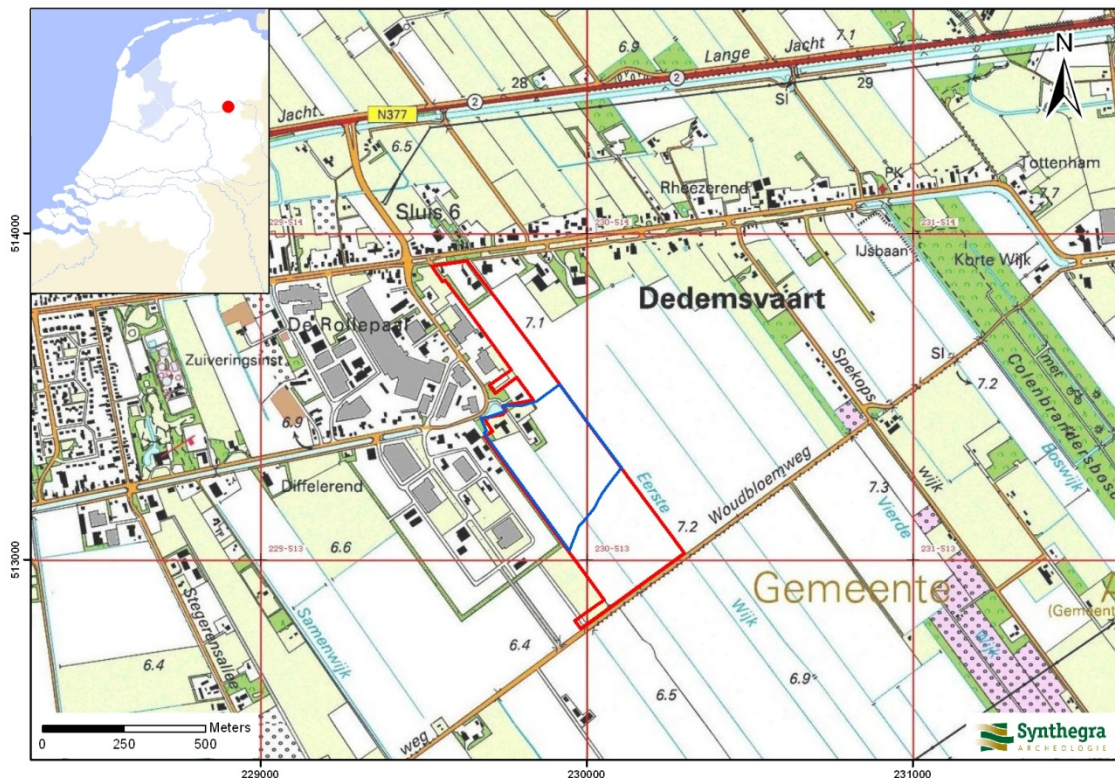 6.9
Lange Jacht 7.1
N
Jacht
N377
2
28
2
29
Sl
6.5
Tottenham
7.7
Rheezerend
PK
Sluis 6
514000
229-514
230-514
231-514
IJsbaan
Korte Wijk
Dedemsvaart
7.1
De Rollepaal
Zuiveringsinst.
Spekops
Sl
7.2
met
Colenbrandersbos
6.9
Boswijk
Diffelerend
Eerste
Woudbloemweg
7.3
Wijk
Vierde
6.6
7.2
513000
229-513
230-513
231-513
Gemeente
A
(Gemeent
Stegerensallee
Samenwijk
Wijk
Wijk
6.4
6.4
6.5
6.9
weg
Meters
0 250 500
Synthegra
ARCHEOLOGIE
229000
230000
231000